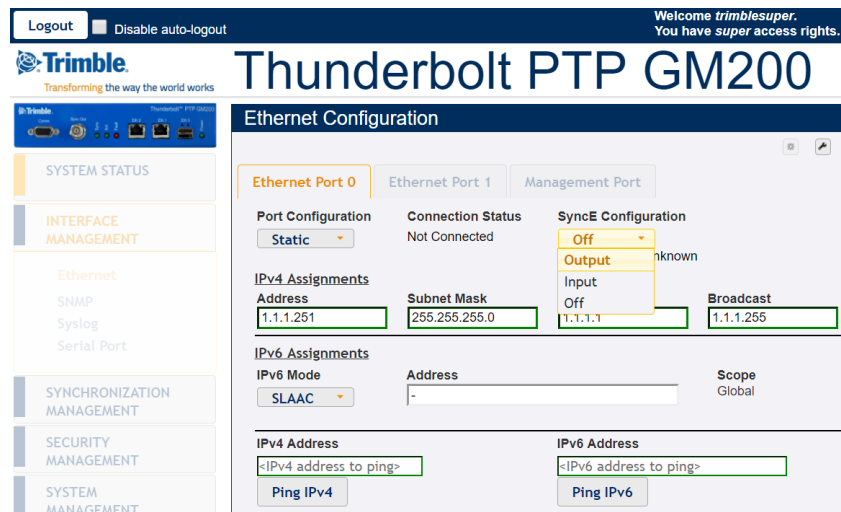 Logout
Disable auto-logout
Welcome trimblesuper.
You have super access rights.
Trimble.
Transforming the way the world works
Thunderbolt PTP GM200
Trimble.
Thunderbolt™ PTP GM200
Ethernet Configuration
SYSTEM STATUS
INTERFACE
MANAGEMENT
Ethernet
SNMP
Syslog
Serial Port
SYNCHRONIZATION
MANAGEMENT
SECURITY
MANAGEMENT
SYSTEM
MANAGEMENT
Ethernet Port 0 Ethernet Port 1 Management Port
Port Configuration Connection Status SyncE Configuration
Static Not Connected Off
Output
nknown
Input
Off
IPv4 Assignments
Address Subnet Mask Broadcast
1.1.1.251 255.255.255.0 1.1.1.1 1.1.1.255
IPv6 Assignments
IPv6 Mode Address Scope
SLAAC - Global
IPv4 Address IPv6 Address
<IPv4 address to ping> <IPv6 address to ping>
Ping IPv4 Ping IPv6